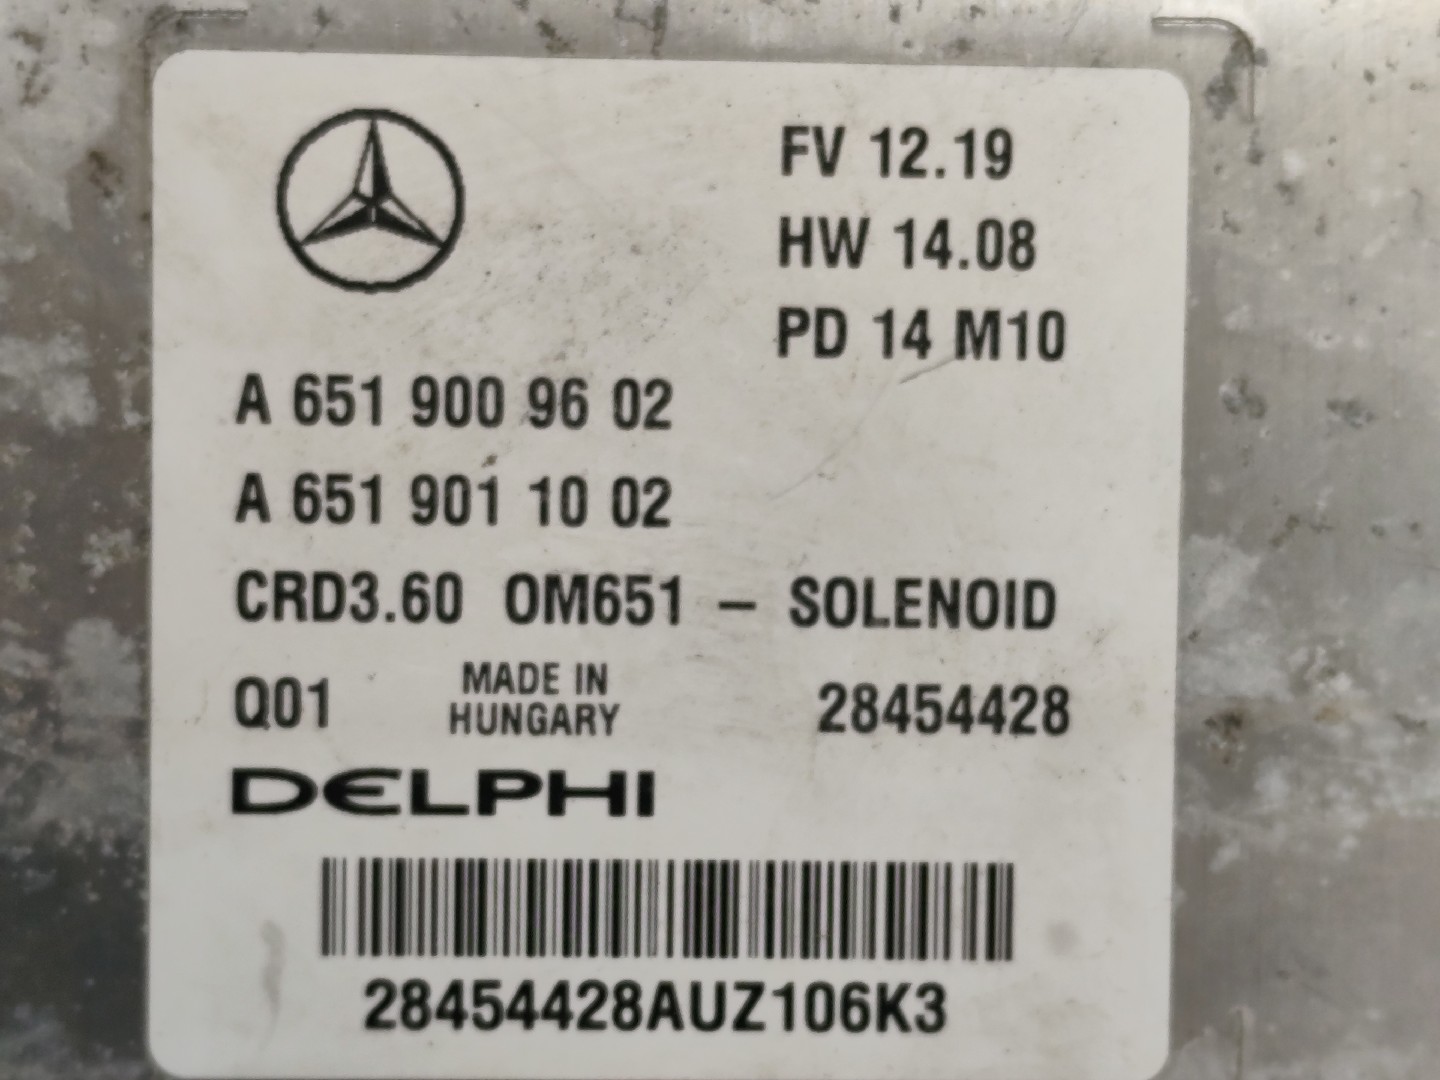 FV 12.19
HW 14.08
PD 14 M10
A 651 900 96 02
A 651 901 10 02
CRD3.60 OM651 – SOLENOID
Q01 MADE IN HUNGARY 28454428
DELPHI
28454428AUZ106K3